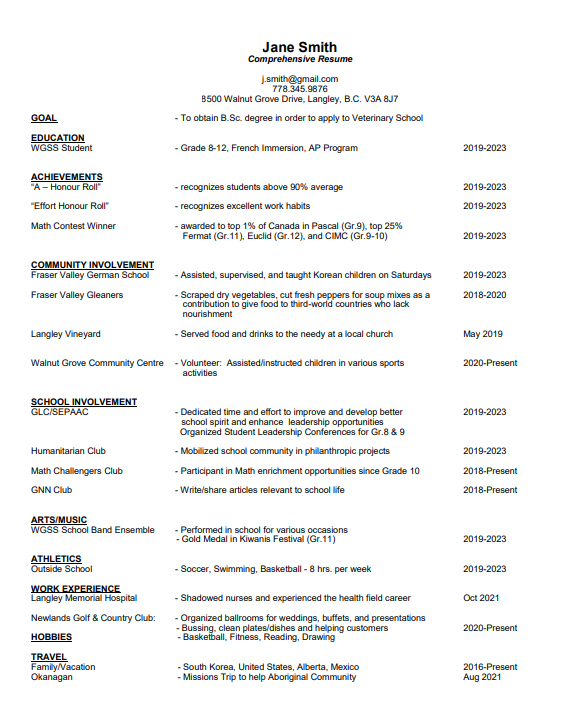 Jane Smith
Comprehensive Resume
j.smith@gmail.com
778.345.9876
8500 Walnut Grove Drive, Langley, B.C. V3A 8J7
GOAL - To obtain B.Sc. degree in order to apply to Veterinary School
EDUCATION
WGSS Student - Grade 8-12, French Immersion, AP Program 2019-2023
ACHIEVEMENTS
"A – Honour Roll" - recognizes students above 90% average 2019-2023
"Effort Honour Roll" - recognizes excellent work habits 2019-2023
Math Contest Winner - awarded to top 1% of Canada in Pascal (Gr.9), top 25%
Fermat (Gr.11), Euclid (Gr.12), and CIMC (Gr.9-10) 2019-2023
COMMUNITY INVOLVEMENT
Fraser Valley German School - Assisted, supervised, and taught Korean children on Saturdays 2019-2023
Fraser Valley Gleaners - Scraped dry vegetables, cut fresh peppers for soup mixes as a 2018-2020
contribution to give food to third-world countries who lack
nourishment
Langley Vineyard - Served food and drinks to the needy at a local church May 2019
Walnut Grove Community Centre - Volunteer: Assisted/instructed children in various sports 2020-Present
activities
SCHOOL INVOLVEMENT
GLC/SEPAAC - Dedicated time and effort to improve and develop better 2019-2023
school spirit and enhance leadership opportunities
Organized Student Leadership Conferences for Gr.8 & 9
Humanitarian Club - Mobilized school community in philanthropic projects 2019-2023
Math Challengers Club - Participant in Math enrichment opportunities since Grade 10 2018-Present
GNN Club - Write/share articles relevant to school life 2018-Present
ARTS/MUSIC
WGSS School Band Ensemble - Performed in school for various occasions
- Gold Medal in Kiwanis Festival (Gr.11) 2019-2023
ATHLETICS
Outside School - Soccer, Swimming, Basketball - 8 hrs. per week 2019-2023
WORK EXPERIENCE
Langley Memorial Hospital - Shadowed nurses and experienced the health field career Oct 2021
Newlands Golf & Country Club: - Organized ballrooms for weddings, buffets, and presentations
- Bussing, clean plates/dishes and helping customers 2020-Present
HOBBIES - Basketball, Fitness, Reading, Drawing
TRAVEL
Family/Vacation - South Korea, United States, Alberta, Mexico 2016-Present
Okanagan - Missions Trip to help Aboriginal Community Aug 2021